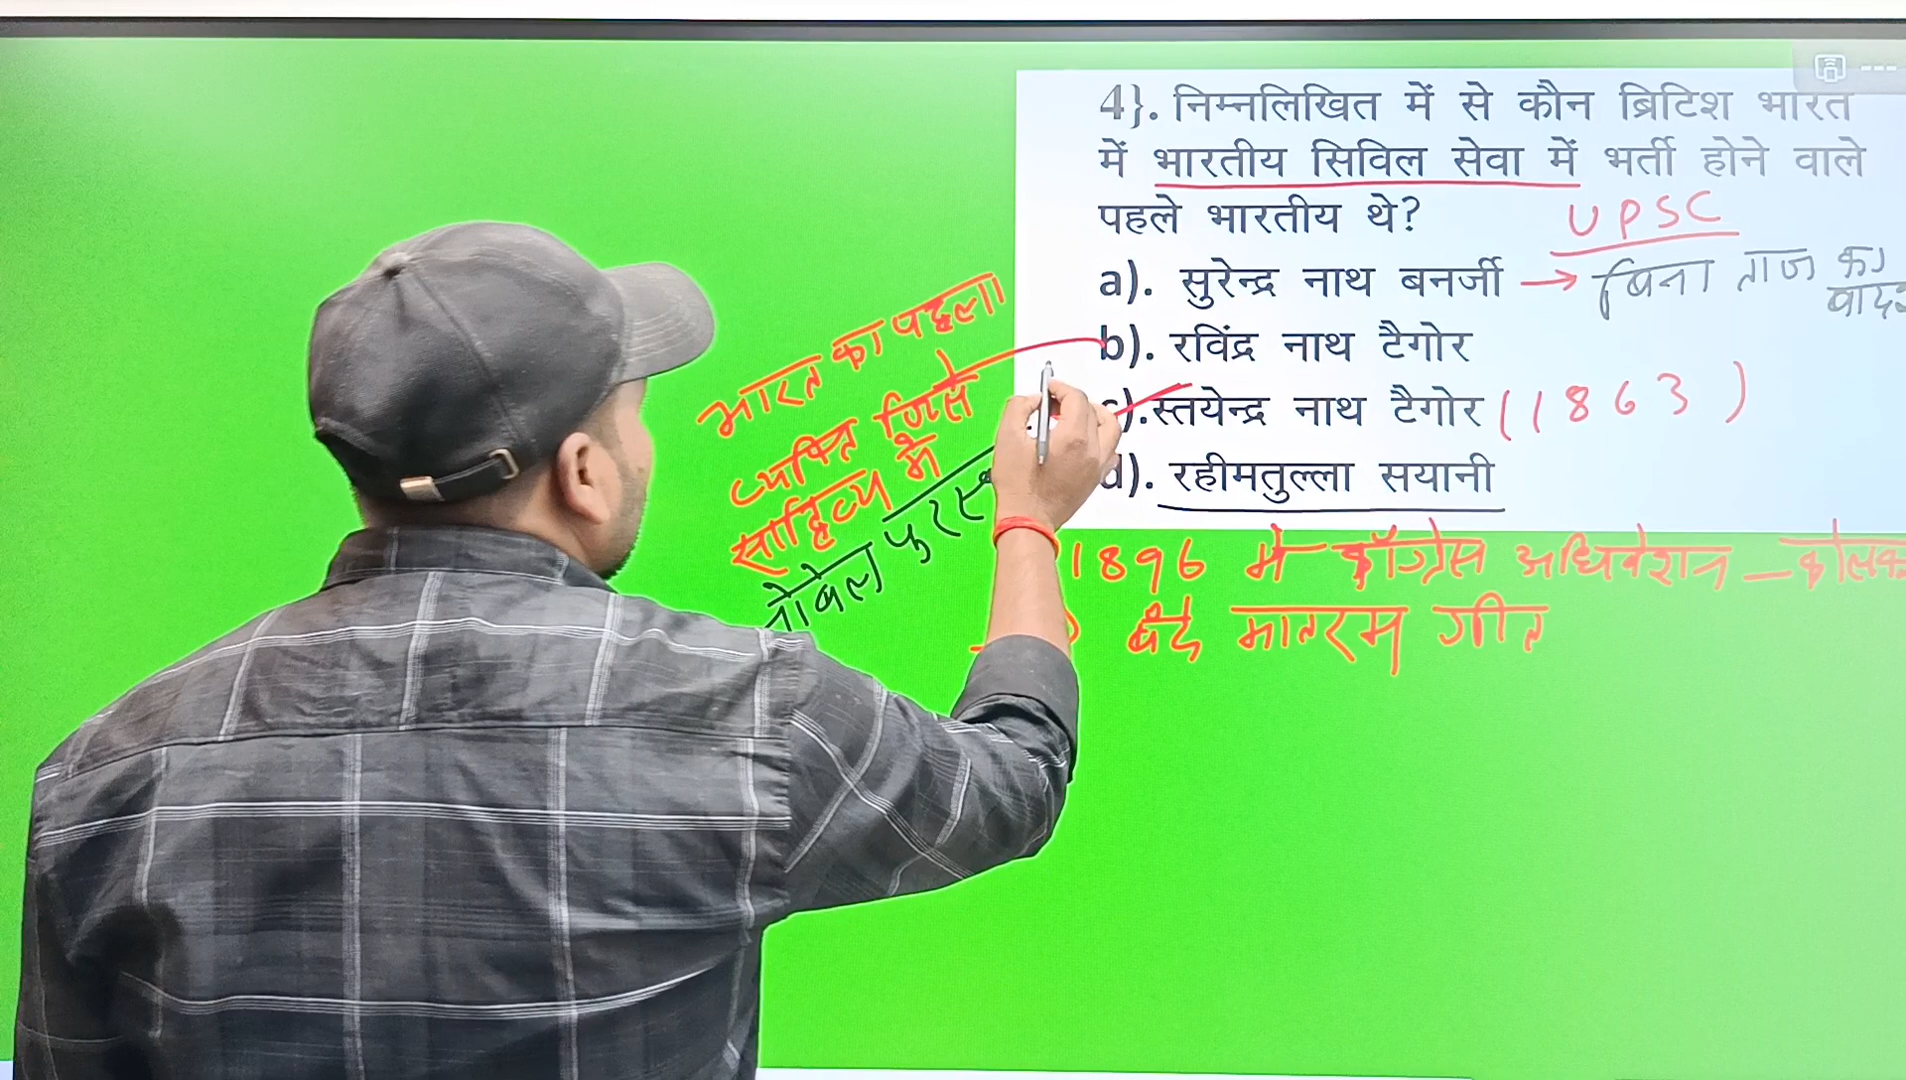 4}. निम्नलिखित में से कौन ब्रिटिश भारत
में भारतीय सिविल सेवा में भर्ती होने वाले
पहले भारतीय थे?
UPSC
a). सुरेन्द्र नाथ बनर्जी → बिना ताज का
b). रविंद्र नाथ टैगोर
).स्तयेन्द्र नाथ टैगोर (1863)
d). रहीमतुल्ला सयानी
भारत का पहला
व्यक्ति जिसे
साहित्य में
नोबेल
1896 में कॉंग्रेस अधिवेशन –
वंदे मातरम गीत